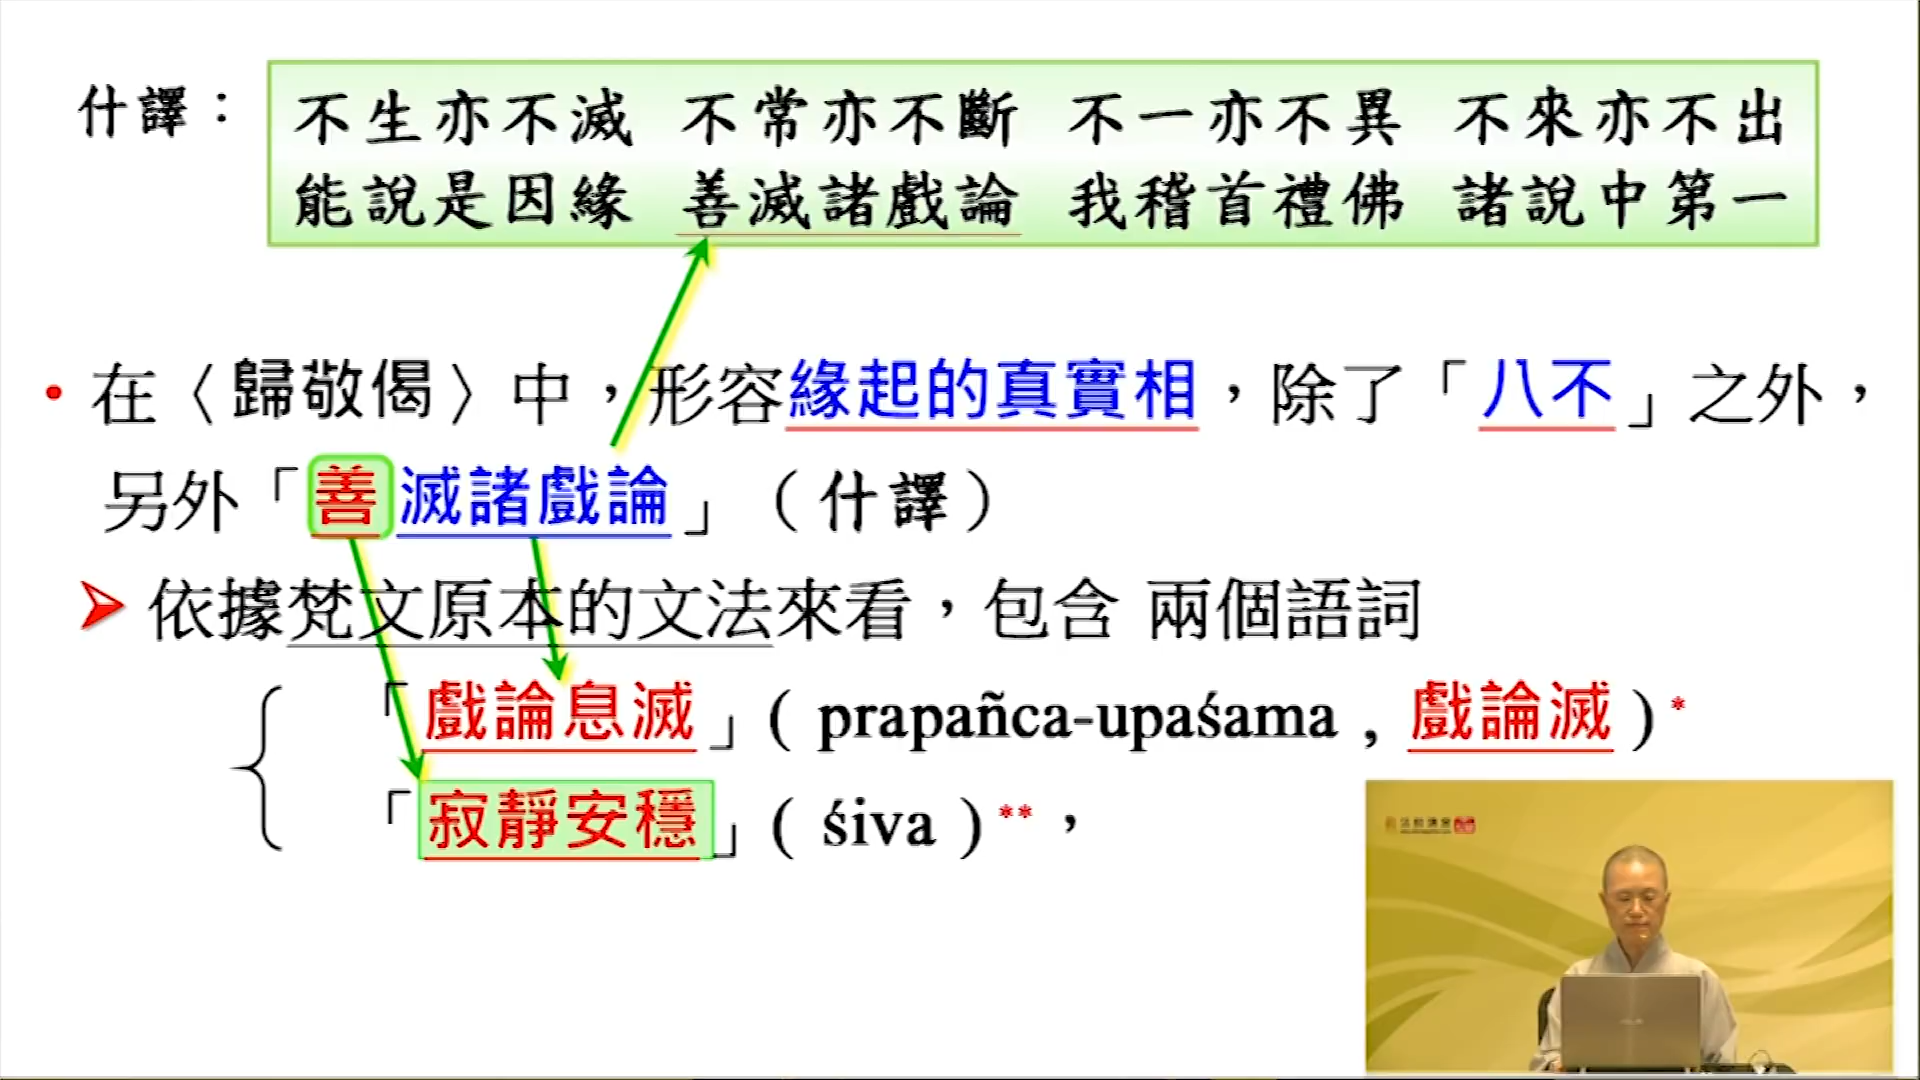 什譯：
不生亦不滅 不常亦不斷 不一亦不異 不來亦不出
能說是因緣 善滅諸戲論 我稽首禮佛 諸說中第一
• 在〈歸敬偈〉中，形容緣起的真實相，除了「八不」之外，
另外「善滅諸戲論」（什譯）
➢ 依據梵文原本的文法來看，包含 兩個語詞
「戲論息滅」( prapañca-upaśama , 戲論滅 )*
「寂靜安穩」( śiva )**，